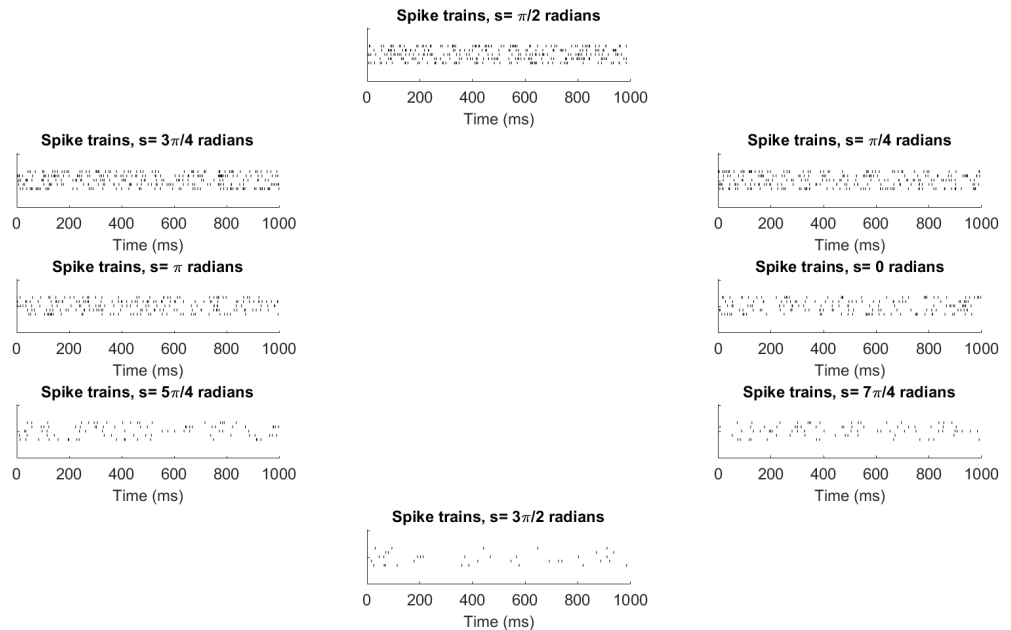 Spike trains, s= π/2 radians
0 200 400 600 800 1000
Time (ms)
Spike trains, s= 3π/4 radians
0 200 400 600 800 1000
Time (ms)
Spike trains, s= π/4 radians
0 200 400 600 800 1000
Time (ms)
Spike trains, s= π radians
0 200 400 600 800 1000
Time (ms)
Spike trains, s= 0 radians
0 200 400 600 800 1000
Time (ms)
Spike trains, s= 5π/4 radians
0 200 400 600 800 1000
Time (ms)
Spike trains, s= 7π/4 radians
0 200 400 600 800 1000
Time (ms)
Spike trains, s= 3π/2 radians
0 200 400 600 800 1000
Time (ms)